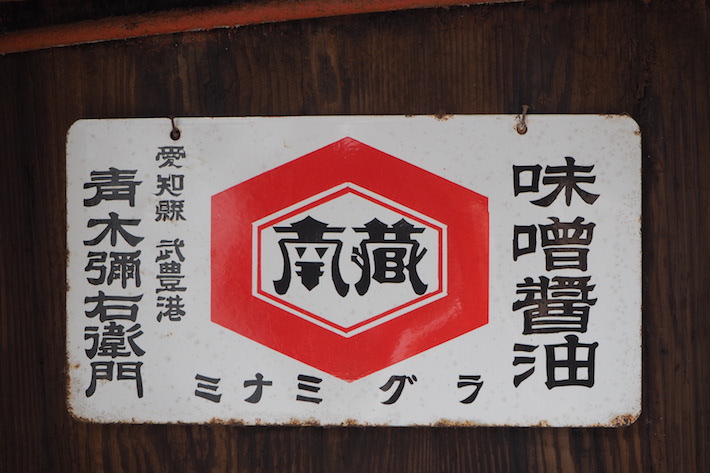 味噌醬油
南藏
ミナミグラ
愛知縣 武豊港
青木彌右衛門